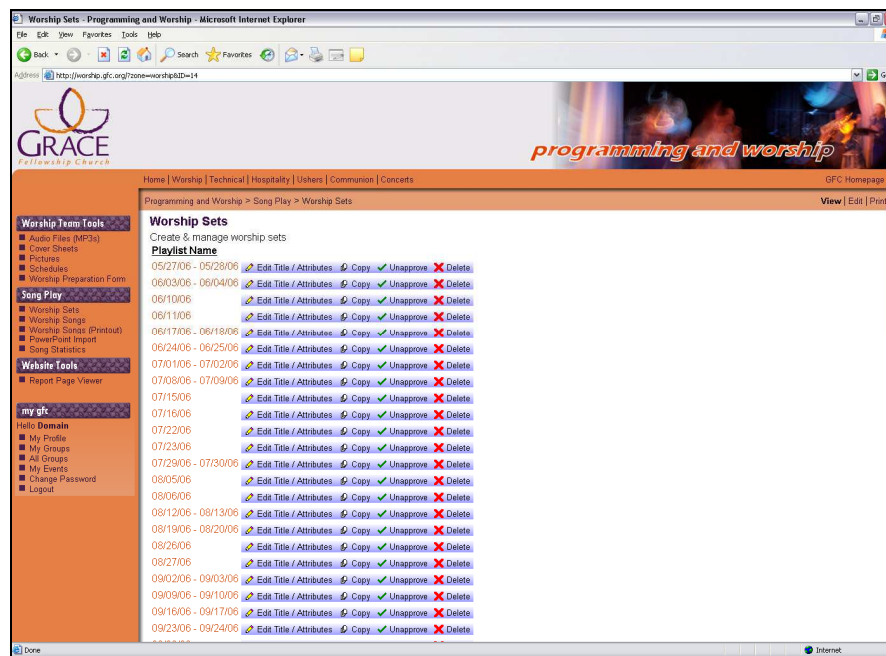 Worship Sets - Programming and Worship - Microsoft Internet Explorer
File Edit View Favorites Tools Help
Back Search Favorites
Address http://worship.gfc.org/?zone=worship&ID=14
GRACE
Fellowship Church
programming and worship
Home | Worship | Technical | Hospitality | Ushers | Communion | Concerts GFC Homepage
Programming and Worship > Song Play > Worship Sets View | Edit | Print
Worship Team Tools
Audio Files (MP3s)
Cover Sheets
Pictures
Schedules
Worship Preparation Form
Song Play
Worship Sets
Worship Songs
Worship Songs (Printout)
PowerPoint Import
Song Statistics
Website Tools
Report Page Viewer
my gfc
Hello Domain
My Profile
My Groups
All Groups
My Events
Change Password
Logout
Worship Sets
Create & manage worship sets
Playlist Name
05/27/06 - 05/28/06 Edit Title / Attributes Copy Unapprove Delete
06/03/06 - 06/04/06 Edit Title / Attributes Copy Unapprove Delete
06/10/06 Edit Title / Attributes Copy Unapprove Delete
06/11/06 Edit Title / Attributes Copy Unapprove Delete
06/17/06 - 06/18/06 Edit Title / Attributes Copy Unapprove Delete
06/24/06 - 06/25/06 Edit Title / Attributes Copy Unapprove Delete
07/01/06 - 07/02/06 Edit Title / Attributes Copy Unapprove Delete
07/08/06 - 07/09/06 Edit Title / Attributes Copy Unapprove Delete
07/15/06 Edit Title / Attributes Copy Unapprove Delete
07/16/06 Edit Title / Attributes Copy Unapprove Delete
07/22/06 Edit Title / Attributes Copy Unapprove Delete
07/23/06 Edit Title / Attributes Copy Unapprove Delete
07/29/06 - 07/30/06 Edit Title / Attributes Copy Unapprove Delete
08/05/06 Edit Title / Attributes Copy Unapprove Delete
08/06/06 Edit Title / Attributes Copy Unapprove Delete
08/12/06 - 08/13/06 Edit Title / Attributes Copy Unapprove Delete
08/19/06 - 08/20/06 Edit Title / Attributes Copy Unapprove Delete
08/26/06 Edit Title / Attributes Copy Unapprove Delete
08/27/06 Edit Title / Attributes Copy Unapprove Delete
09/02/06 - 09/03/06 Edit Title / Attributes Copy Unapprove Delete
09/09/06 - 09/10/06 Edit Title / Attributes Copy Unapprove Delete
09/16/06 - 09/17/06 Edit Title / Attributes Copy Unapprove Delete
09/23/06 - 09/24/06 Edit Title / Attributes Copy Unapprove Delete
Done Internet